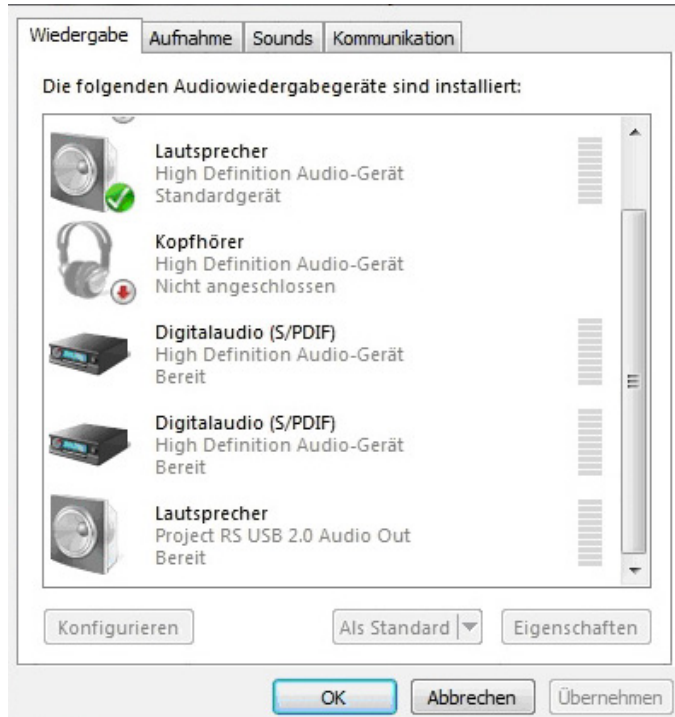 Wiedergabe Aufnahme Sounds Kommunikation
Die folgenden Audiowiedergabegeräte sind installiert:
Lautsprecher
High Definition Audio-Gerät
Standardgerät
Kopfhörer
High Definition Audio-Gerät
Nicht angeschlossen
Digitalaudio (S/PDIF)
High Definition Audio-Gerät
Bereit
Digitalaudio (S/PDIF)
High Definition Audio-Gerät
Bereit
Lautsprecher
Project RS USB 2.0 Audio Out
Bereit
Konfigurieren Als Standard Eigenschaften
OK Abbrechen Übernehmen